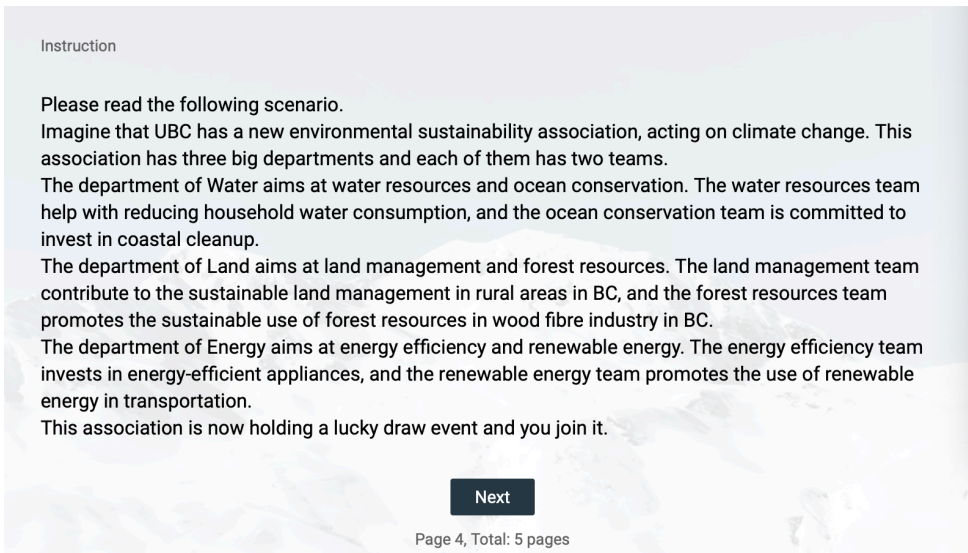 Instruction
Please read the following scenario.
Imagine that UBC has a new environmental sustainability association, acting on climate change. This
association has three big departments and each of them has two teams.
The department of Water aims at water resources and ocean conservation. The water resources team
help with reducing household water consumption, and the ocean conservation team is committed to
invest in coastal cleanup.
The department of Land aims at land management and forest resources. The land management team
contribute to the sustainable land management in rural areas in BC, and the forest resources team
promotes the sustainable use of forest resources in wood fibre industry in BC.
The department of Energy aims at energy efficiency and renewable energy. The energy efficiency team
invests in energy-efficient appliances, and the renewable energy team promotes the use of renewable
energy in transportation.
This association is now holding a lucky draw event and you join it.
Next
Page 4, Total: 5 pages